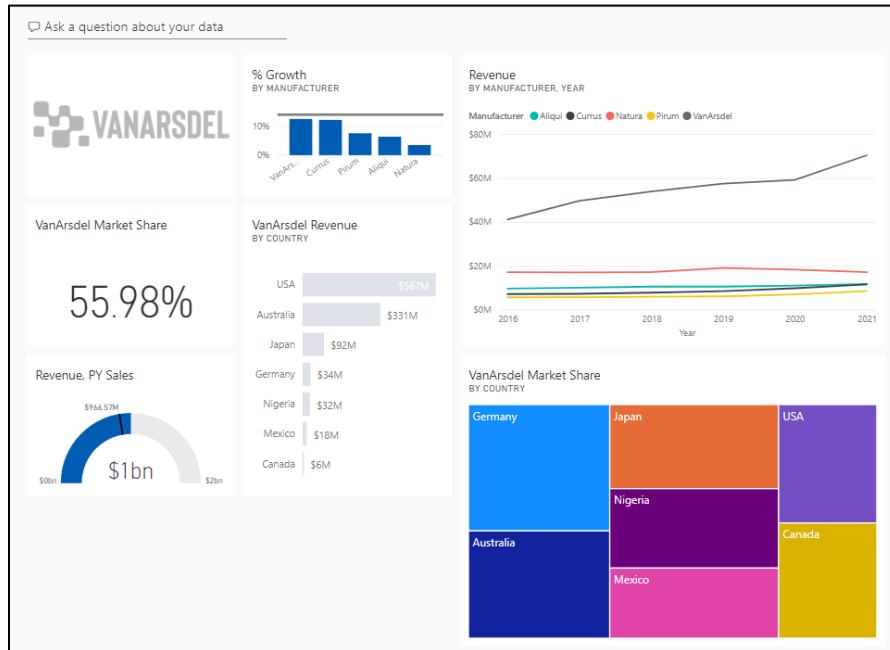 Ask a question about your data
VANARSDEL
% Growth
BY MANUFACTURER
10%
0%
VanArs...
Currus
Pirum
Aliqui
Natura
Revenue
BY MANUFACTURER, YEAR
Manufacturer Aliqui Currus Natura Pirum VanArsdel
$80M
$60M
$40M
$20M
$0M
2016 2017 2018 2019 2020 2021
Year
VanArsdel Market Share
55.98%
VanArsdel Revenue
BY COUNTRY
USA $567M
Australia $331M
Japan $92M
Germany $34M
Nigeria $32M
Mexico $18M
Canada $6M
Revenue, PY Sales
$966.57M
$1bn
$0bn $2bn
VanArsdel Market Share
BY COUNTRY
Germany
Australia
Japan
Nigeria
Mexico
USA
Canada